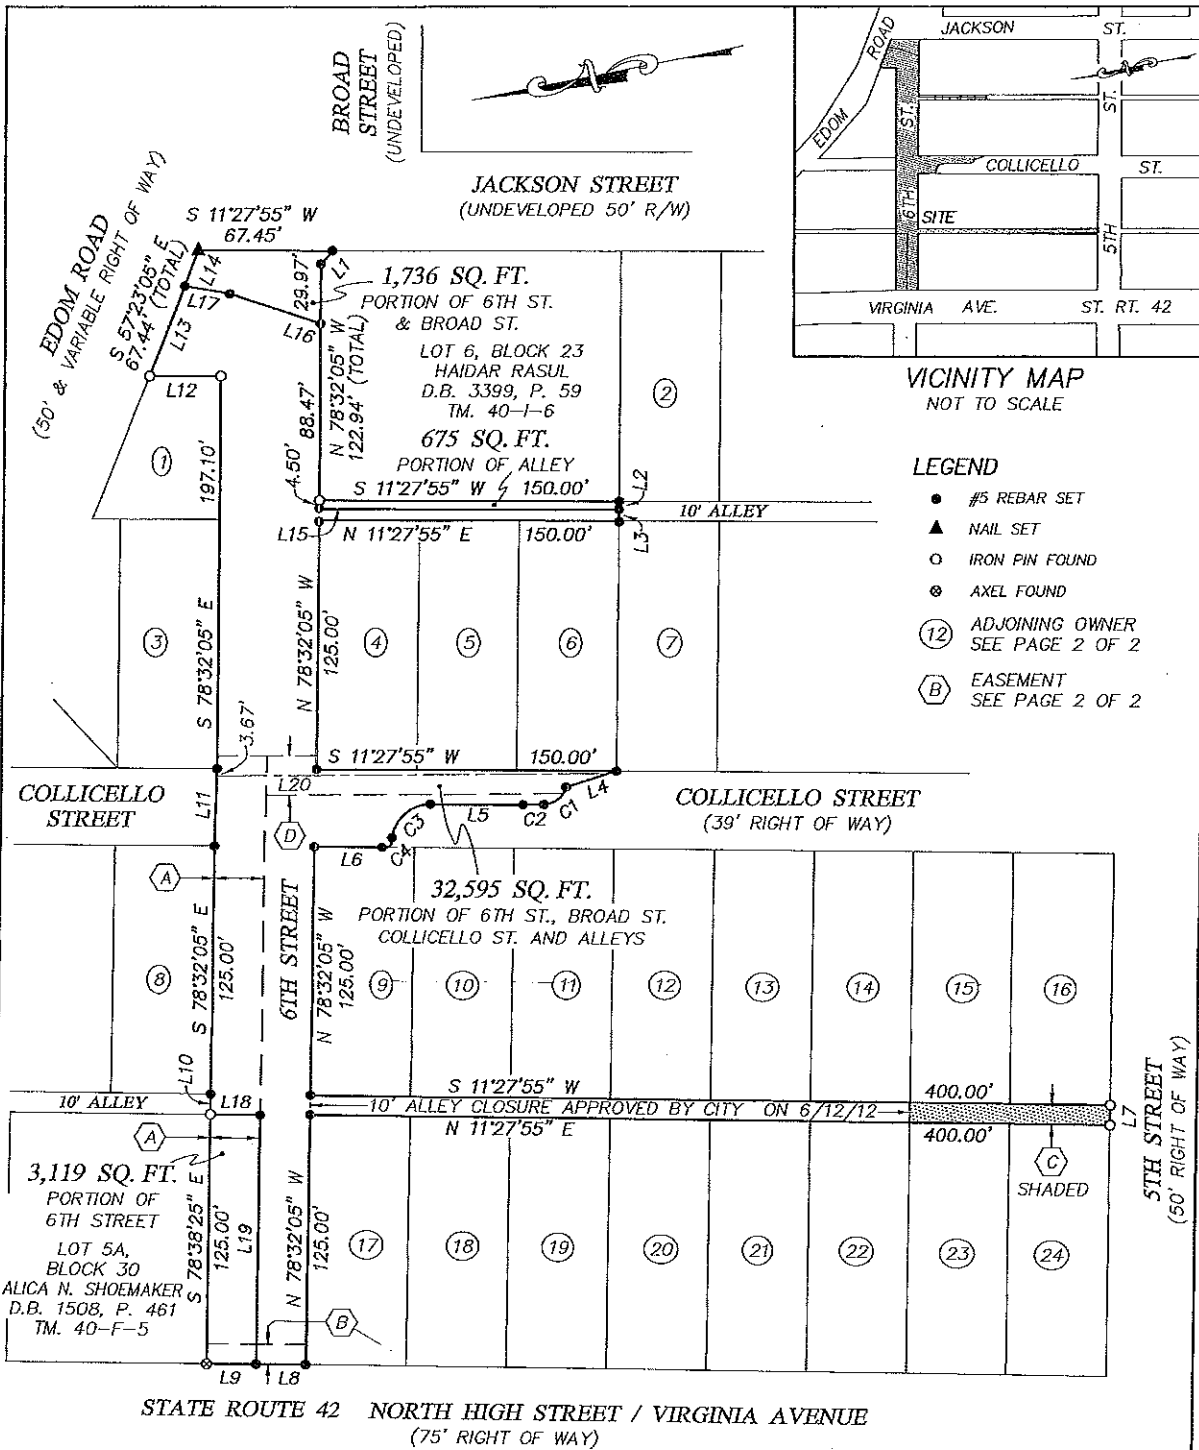 BROAD
STREET
(UNDEVELOPED)
JACKSON STREET
(UNDEVELOPED 50' R/W)
JACKSON ST.
EDOM ROAD
6TH ST.
5TH ST.
COLLICELLO ST.
SITE
VIRGINIA AVE. ST. RT. 42
VICINITY MAP
NOT TO SCALE
LEGEND
#5 REBAR SET
NAIL SET
IRON PIN FOUND
AXEL FOUND
12 ADJOINING OWNER
SEE PAGE 2 OF 2
B EASEMENT
SEE PAGE 2 OF 2
EDOM ROAD
(50' & VARIABLE RIGHT OF WAY)
S 57°23'05" E
67.44' (TOTAL)
S 11°27'55" W
67.45'
L1
L14
L17
L13
L16
L12
29.97'
1,736 SQ. FT.
PORTION OF 6TH ST.
& BROAD ST.
LOT 6, BLOCK 23
HAIDAR RASUL
D.B. 3399, P. 59
TM. 40-I-6
N 78°32'05" W
122.94' (TOTAL)
88.47'
4.50'
675 SQ. FT.
PORTION OF ALLEY
S 11°27'55" W 150.00'
L2
10' ALLEY
L15
N 11°27'55" E 150.00'
L3
1
2
197.10'
S 78°32'05" E
3
N 78°32'05" W
125.00'
4
5
6
7
3.67'
S 11°27'55" W 150.00'
L20
L4
COLLICELLO
STREET
L11
D
C1
C2
L5
C3
C4
L6
COLLICELLO STREET
(39' RIGHT OF WAY)
A
32,595 SQ. FT.
PORTION OF 6TH ST., BROAD ST.
COLLICELLO ST. AND ALLEYS
6TH STREET
8
S 78°32'05" E
125.00'
N 78°32'05" W
125.00'
9
10
11
12
13
14
15
16
L10
10' ALLEY
L18
S 11°27'55" W 400.00'
10' ALLEY CLOSURE APPROVED BY CITY ON 6/12/12
N 11°27'55" E 400.00'
L7
5TH STREET
(50' RIGHT OF WAY)
C
SHADED
A
3,119 SQ. FT.
PORTION OF
6TH STREET
LOT 5A,
BLOCK 30
ALICA N. SHOEMAKER
D.B. 1508, P. 461
TM. 40-F-5
S 78°38'25" E
125.00'
L19
N 78°32'05" W
125.00'
17
18
19
20
21
22
23
24
B
L9
L8
STATE ROUTE 42 NORTH HIGH STREET / VIRGINIA AVENUE
(75' RIGHT OF WAY)